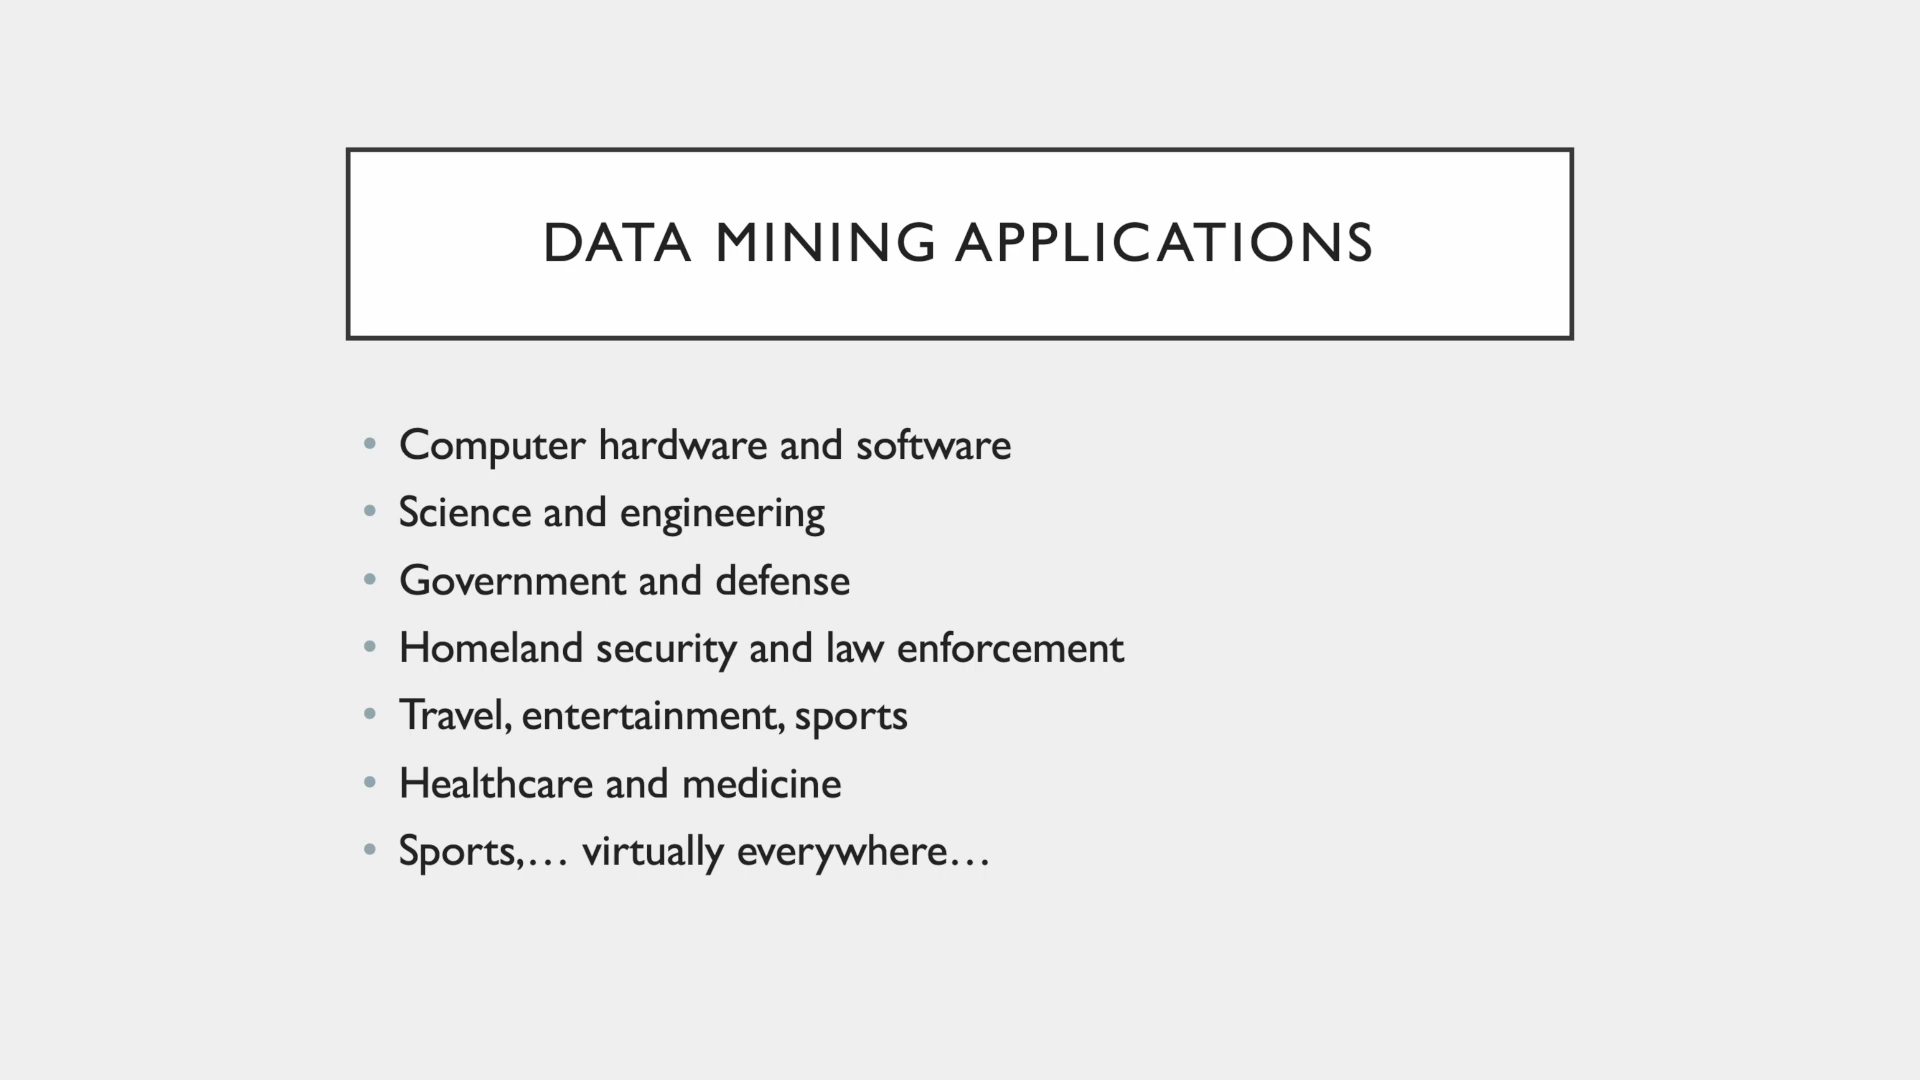 DATA MINING APPLICATIONS
• Computer hardware and software
• Science and engineering
• Government and defense
• Homeland security and law enforcement
• Travel, entertainment, sports
• Healthcare and medicine
• Sports,… virtually everywhere…